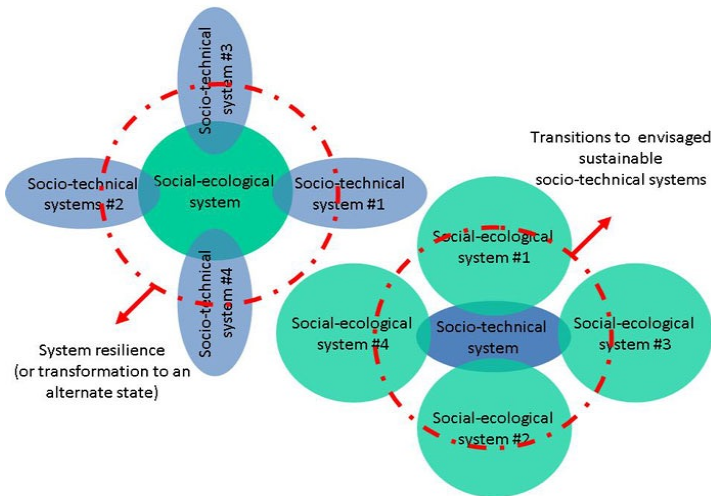 Socio-technical
system #3
Socio-technical
systems #2
Social-ecological
system
Socio-technical
system #1
Socio-technical
system #4
System resilience
(or transformation to an
alternate state)
Transitions to envisaged
sustainable
socio-technical systems
Social-ecological
system #1
Social-ecological
system #4
Socio-technical
system
Social-ecological
system #3
Social-ecological
system #2